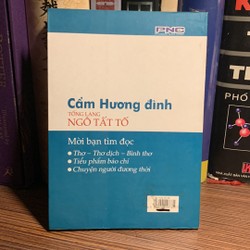 PNC
Cẩm Hương đình
TỔNG LANG
NGÔ TẤT TỐ
Mời bạn tìm đọc
• Thơ – Thơ dịch – Bình thơ
• Tiểu phẩm báo chí
• Chuyện người đương thời